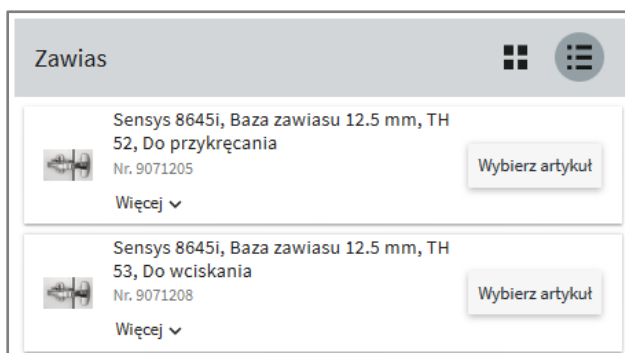 Zawias
Sensys 8645i, Baza zawiasu 12.5 mm, TH
52, Do przykręcania
Nr. 9071205
Wybierz artykuł
Więcej
Sensys 8645i, Baza zawiasu 12.5 mm, TH
53, Do wciskania
Nr. 9071208
Wybierz artykuł
Więcej